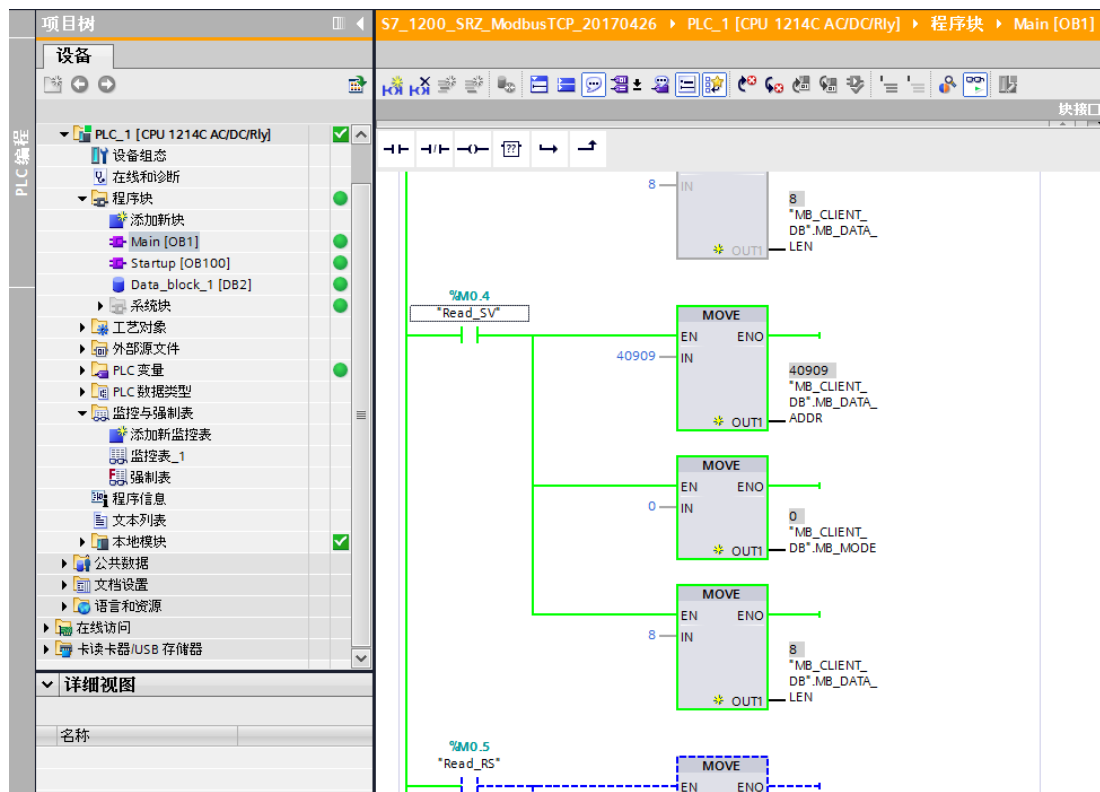 项目树
设备
PLC 编程
PLC_1 [CPU 1214C AC/DC/Rly]
设备组态
在线和诊断
程序块
添加新块
Main [OB1]
Startup [OB100]
Data_block_1 [DB2]
系统块
工艺对象
外部源文件
PLC 变量
PLC 数据类型
监控与强制表
添加新监控表
监控表_1
强制表
程序信息
文本列表
本地模块
公共数据
文档设置
语言和资源
在线访问
卡读卡器/USB 存储器
详细视图
名称
S7_1200_SRZ_ModbusTCP_20170426 PLC_1 [CPU 1214C AC/DC/Rly] 程序块 Main [OB1]
块接口
??
8 IN
8
"MB_CLIENT_
DB".MB_DATA_
OUT1 LEN
%M0.4
"Read_SV"
MOVE
EN ENO
40909 IN
40909
"MB_CLIENT_
DB".MB_DATA_
OUT1 ADDR
MOVE
EN ENO
0 IN
0
"MB_CLIENT_
OUT1 DB".MB_MODE
MOVE
EN ENO
8 IN
8
"MB_CLIENT_
DB".MB_DATA_
OUT1 LEN
%M0.5
"Read_RS"
MOVE
EN ENO